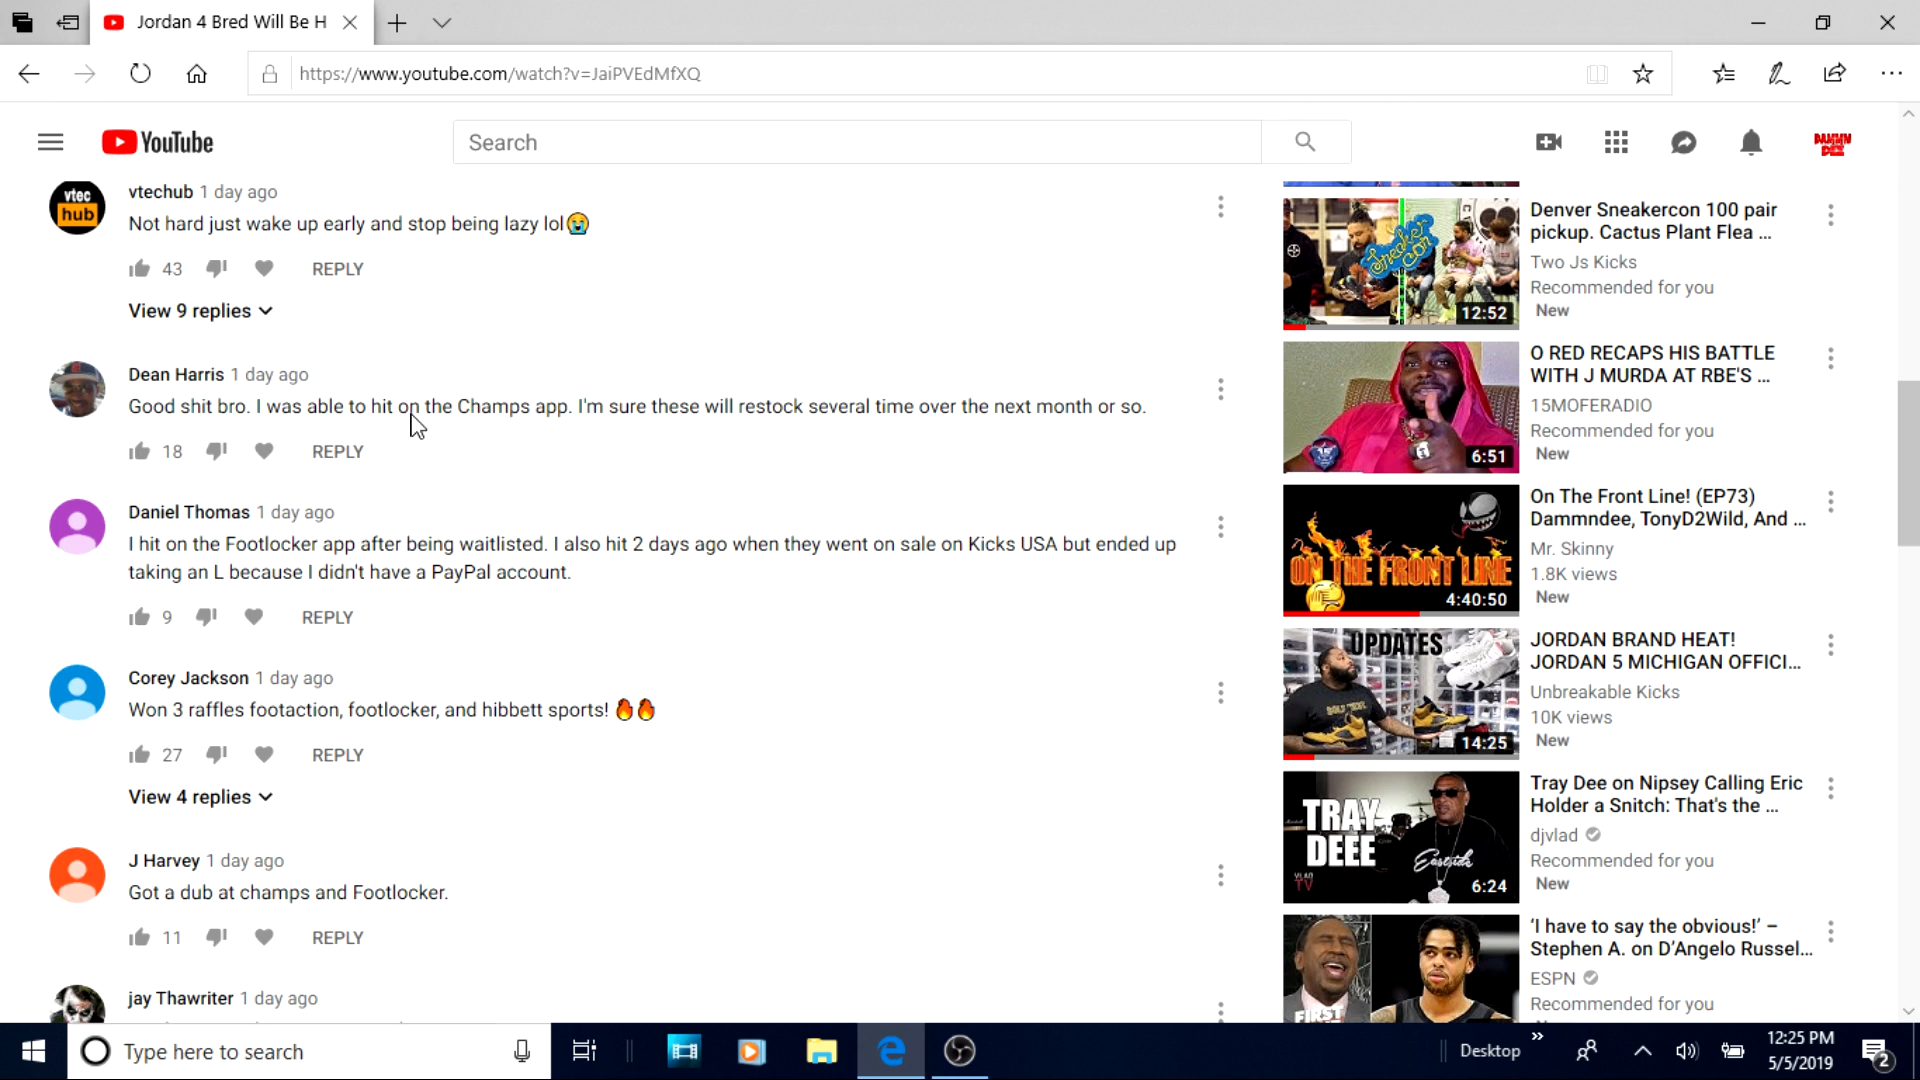 Jordan 4 Bred Will Be H
https://www.youtube.com/watch?v=JaiPVEdMfXQ
YouTube
Search
DAMMN
DEE
vtec
hub
vtechub 1 day ago
Not hard just wake up early and stop being lazy lol😭
43
REPLY
View 9 replies
Dean Harris 1 day ago
Good shit bro. I was able to hit on the Champs app. I'm sure these will restock several time over the next month or so.
18
REPLY
Daniel Thomas 1 day ago
I hit on the Footlocker app after being waitlisted. I also hit 2 days ago when they went on sale on Kicks USA but ended up
taking an L because I didn't have a PayPal account.
9
REPLY
Corey Jackson 1 day ago
Won 3 raffles footaction, footlocker, and hibbett sports! 🔥🔥
27
REPLY
View 4 replies
J Harvey 1 day ago
Got a dub at champs and Footlocker.
11
REPLY
jay Thawriter 1 day ago
Sneaker
con
12:52
Denver Sneakercon 100 pair
pickup. Cactus Plant Flea ...
Two Js Kicks
Recommended for you
New
6:51
O RED RECAPS HIS BATTLE
WITH J MURDA AT RBE'S ...
15MOFERADIO
Recommended for you
New
ON THE FRONT LINE
4:40:50
On The Front Line! (EP73)
Dammndee, TonyD2Wild, And ...
Mr. Skinny
1.8K views
New
UPDATES
14:25
JORDAN BRAND HEAT!
JORDAN 5 MICHIGAN OFFICI...
Unbreakable Kicks
10K views
New
TRAY
DEEE
Eastside
VLAD
TV
6:24
Tray Dee on Nipsey Calling Eric
Holder a Snitch: That's the ...
djvlad
Recommended for you
New
FIRST
'I have to say the obvious!' –
Stephen A. on D'Angelo Russel...
ESPN
Recommended for you
Type here to search
Desktop
12:25 PM
5/5/2019
2